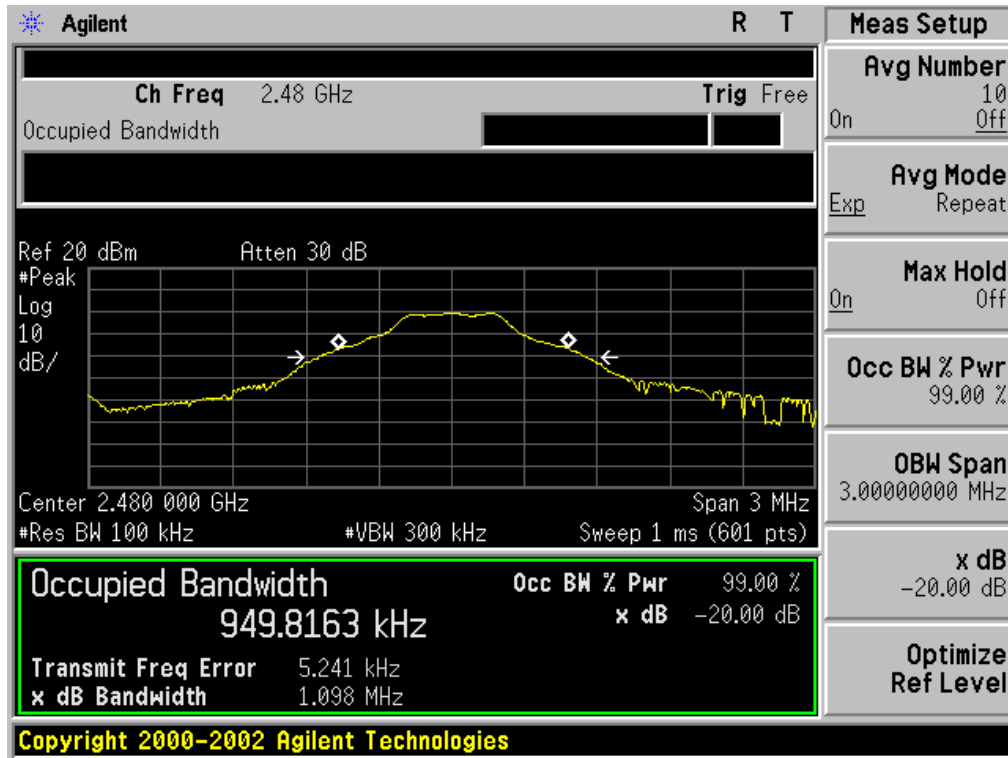 Agilent R T
Ch Freq 2.48 GHz Trig Free
Occupied Bandwidth
Ref 20 dBm Atten 30 dB
#Peak
Log
10
dB/
Center 2.480 000 GHz Span 3 MHz
#Res BW 100 kHz #VBW 300 kHz Sweep 1 ms (601 pts)
Occupied Bandwidth Occ BW % Pwr 99.00 %
949.8163 kHz x dB -20.00 dB
Transmit Freq Error 5.241 kHz
x dB Bandwidth 1.098 MHz
Copyright 2000-2002 Agilent Technologies
Meas Setup
Avg Number
10
On Off
Avg Mode
Exp Repeat
Max Hold
On Off
Occ BW % Pwr
99.00 %
OBW Span
3.00000000 MHz
x dB
-20.00 dB
Optimize
Ref Level